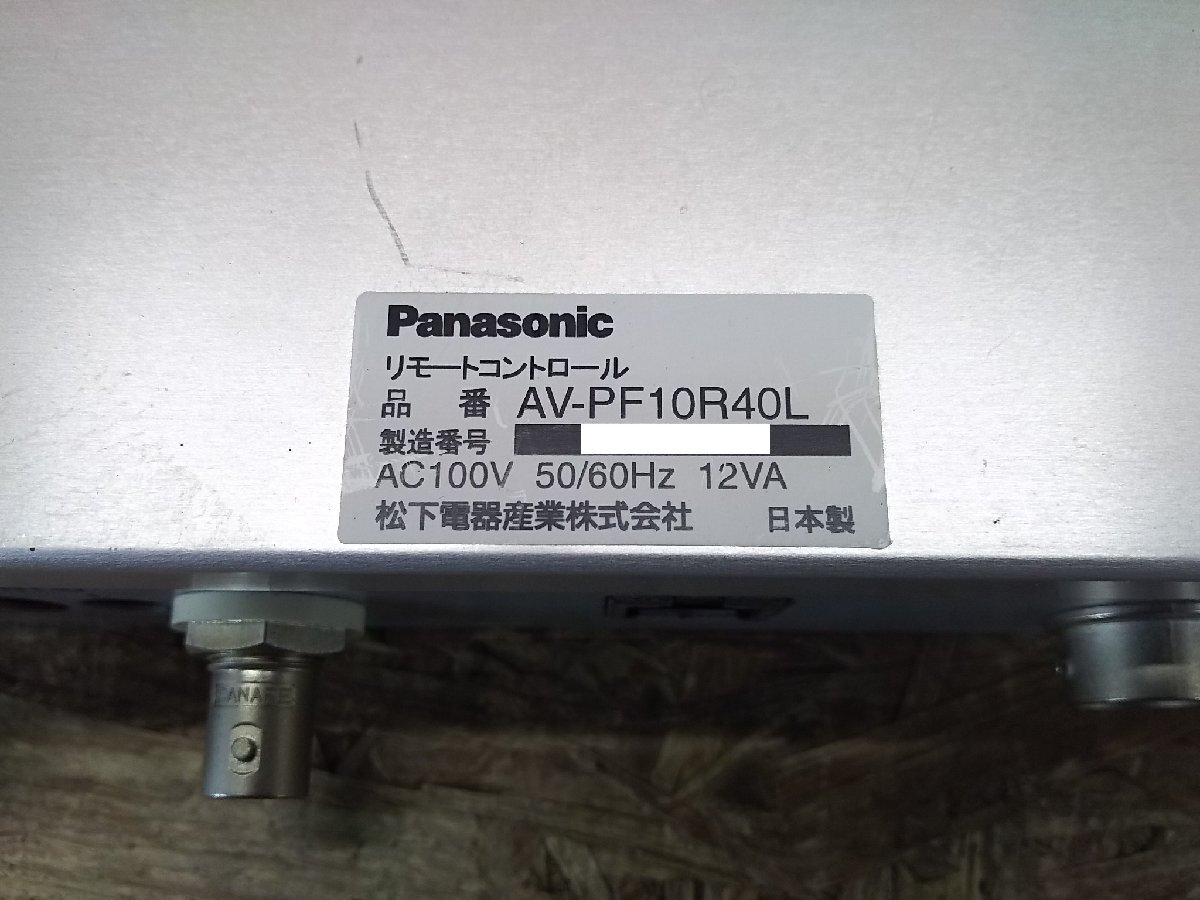 Panasonic
リモートコントロール
品 番 AV-PF10R40L
製造番号
AC100V 50/60Hz 12VA
松下電器産業株式会社 日本製